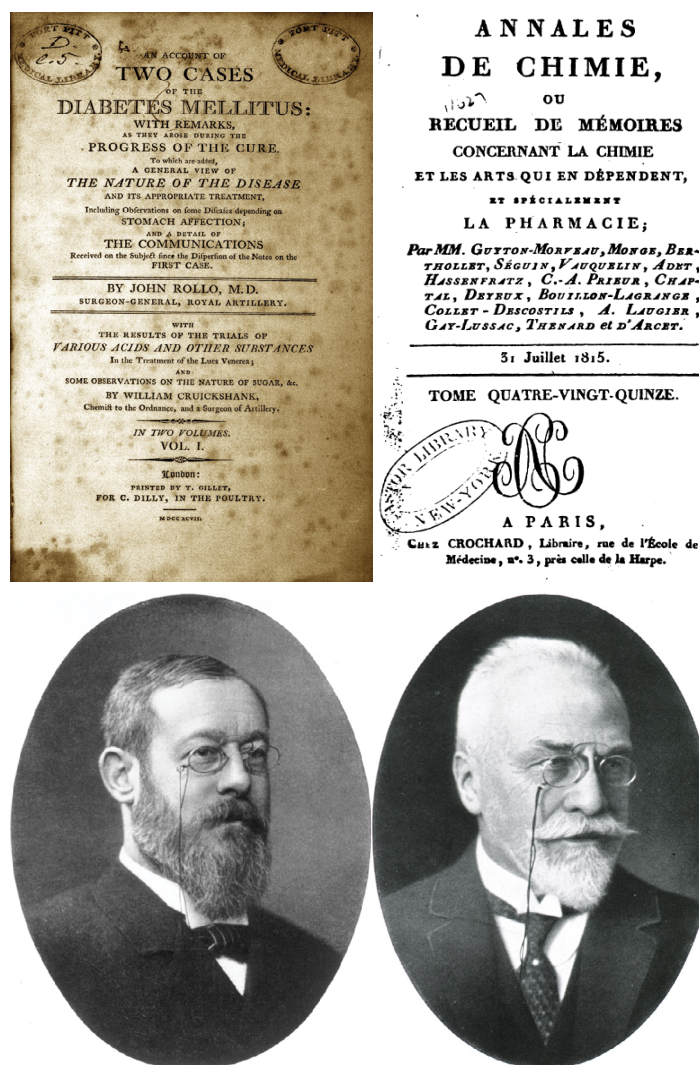 FORT PITT
MEDICAL LIBRARY
D.
FORT PITT
MEDICAL LIBRARY
AN ACCOUNT OF
TWO CASES
OF THE
DIABETES MELLITUS:
WITH REMARKS,
AS THEY AROSE DURING THE
PROGRESS OF THE CURE.
To which are added,
A GENERAL VIEW OF
THE NATURE OF THE DISEASE
AND ITS APPROPRIATE TREATMENT,
Including Observations on some Diseases depending on
STOMACH AFFECTION;
AND A DETAIL OF
THE COMMUNICATIONS
Received on the Subject since the Dispersion of the Notes on the
FIRST CASE.
BY JOHN ROLLO, M.D.
SURGEON-GENERAL, ROYAL ARTILLERY.
WITH
THE RESULTS OF THE TRIALS OF
VARIOUS ACIDS AND OTHER SUBSTANCES
In the Treatment of the Lues Venerea;
AND
SOME OBSERVATIONS ON THE NATURE OF SUGAR, &c.
BY WILLIAM CRUICKSHANK,
Chemist to the Ordnance, and a Surgeon of Artillery.
IN TWO VOLUMES.
VOL. I.
London:
PRINTED BY T. GILLET,
FOR C. DILLY, IN THE POULTRY.
MDCCXCVII.
ANNALES
DE CHIMIE,
OU
RECUEIL DE MÉMOIRES
CONCERNANT LA CHIMIE
ET LES ARTS QUI EN DÉPENDENT,
ET SPÉCIALEMENT
LA PHARMACIE;
Par MM. GUYTON-MORVEAU, MONGE, BER-
THOLLET, SÉGUIN, VAUQUELIN, ADET,
HASSENFRATZ, C.-A. PRIEUR, CHAP-
TAL, DEYEUX, BOUILLON-LAGRANGE,
COLLET-DESCOSTILS, A. LAUGIER,
GAY-LUSSAC, THENARD et D'ARCET.
31 Juillet 1815.
TOME QUATRE-VINGT-QUINZE.
ASTOR LIBRARY
NEW-YORK
A PARIS,
CHEZ CROCHARD, Libraire, rue de l'École de
Médecine, n°. 3, près celle de la Harpe.